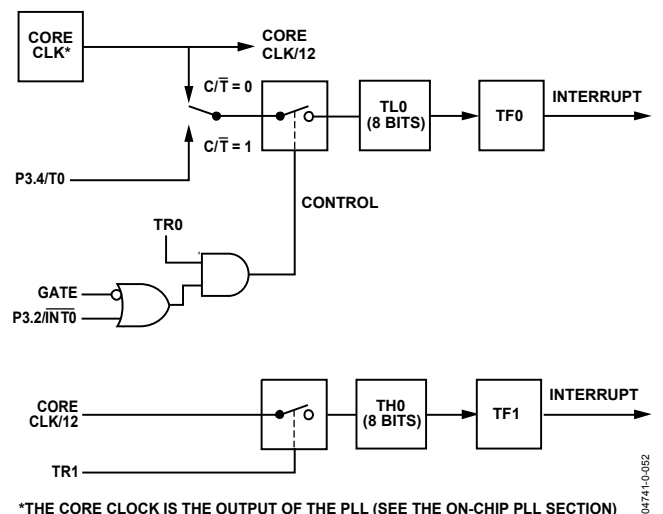 CORE
CLK*
CORE
CLK/12
C/T̅ = 0
C/T̅ = 1
P3.4/T0
TL0
(8 BITS)
TF0
INTERRUPT
CONTROL
TR0
GATE
P3.2/I̅N̅T̅0̅
CORE
CLK/12
TR1
TH0
(8 BITS)
TF1
INTERRUPT
*THE CORE CLOCK IS THE OUTPUT OF THE PLL (SEE THE ON-CHIP PLL SECTION)
04741-0-052